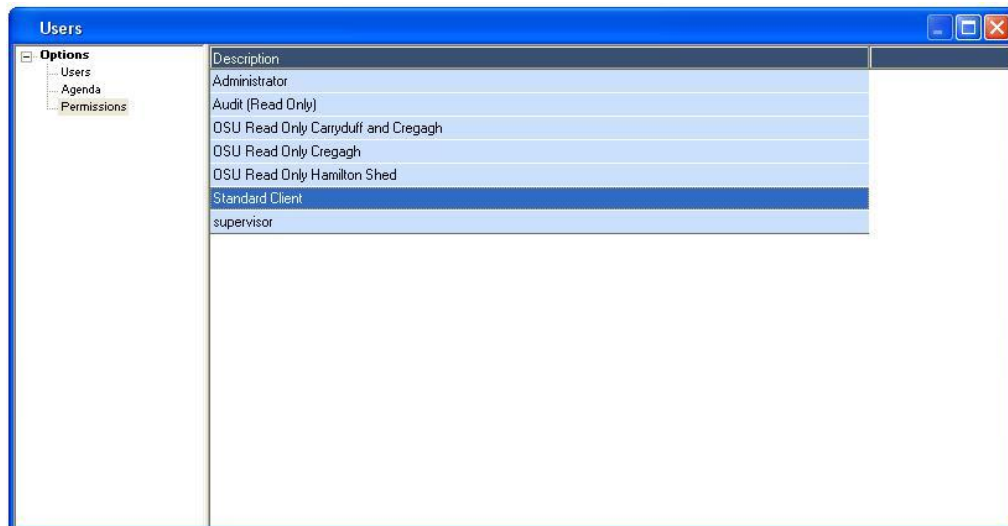 Users
Options
Users
Agenda
Permissions
Description
Administrator
Audit (Read Only)
OSU Read Only Carryduff and Cregagh
OSU Read Only Cregagh
OSU Read Only Hamilton Shed
Standard Client
supervisor